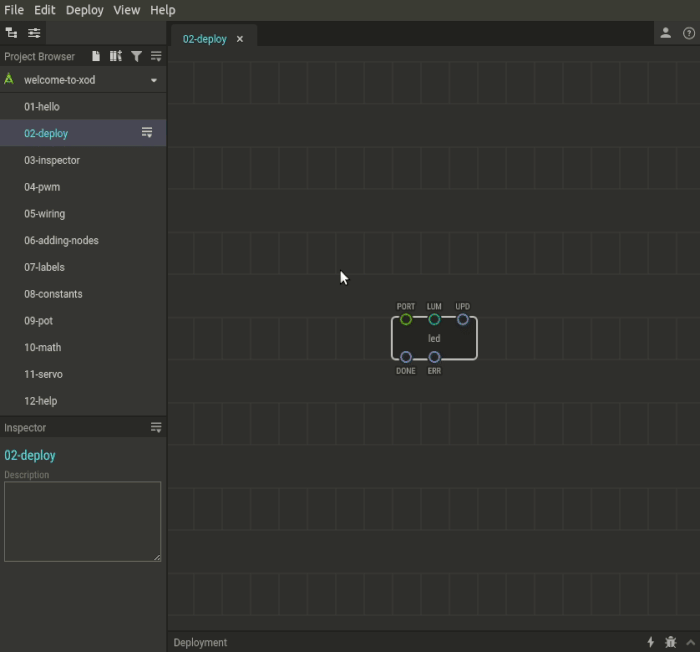 File Edit Deploy View Help
02-deploy
Project Browser
welcome-to-xod
01-hello
02-deploy
03-inspector
04-pwm
05-wiring
06-adding-nodes
07-labels
08-constants
09-pot
10-math
11-servo
12-help
Inspector
02-deploy
Description
PORT LUM UPD
led
DONE ERR
Deployment